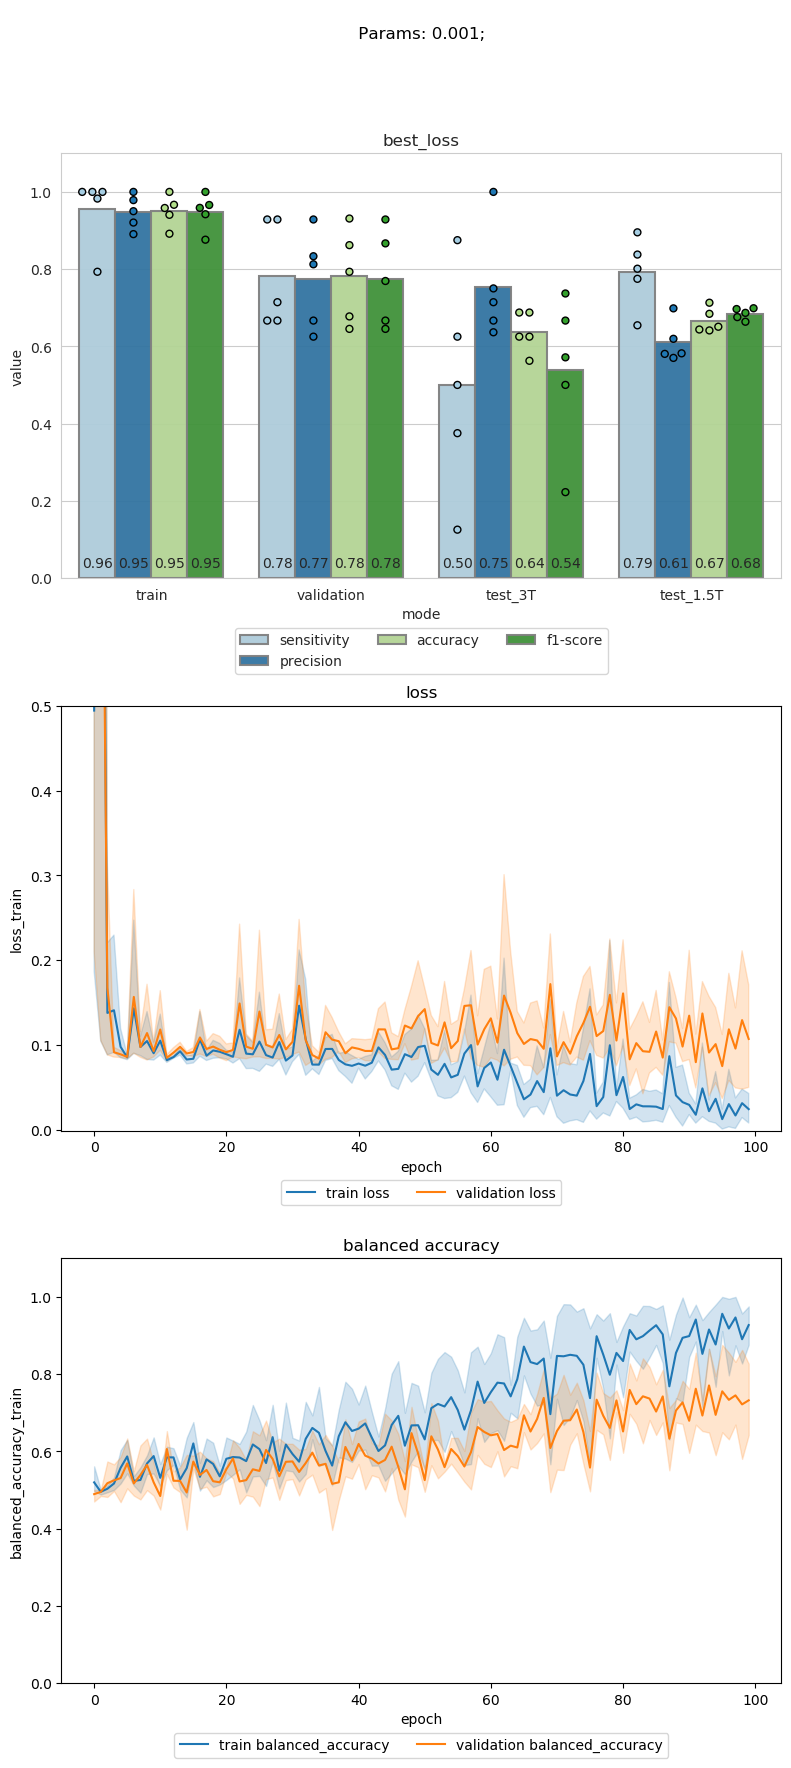 Params: 0.001;
best_loss
value
1.0
0.8
0.6
0.4
0.2
0.0
0.96 0.95 0.95 0.95 0.78 0.77 0.78 0.78 0.50 0.75 0.64 0.54 0.79 0.61 0.67 0.68
train validation test_3T test_1.5T
mode
sensitivity accuracy f1-score
precision
loss
loss_train
0.5
0.4
0.3
0.2
0.1
0.0
0 20 40 60 80 100
epoch
train loss validation loss
balanced accuracy
balanced_accuracy_train
1.0
0.8
0.6
0.4
0.2
0.0
0 20 40 60 80 100
epoch
train balanced_accuracy validation balanced_accuracy